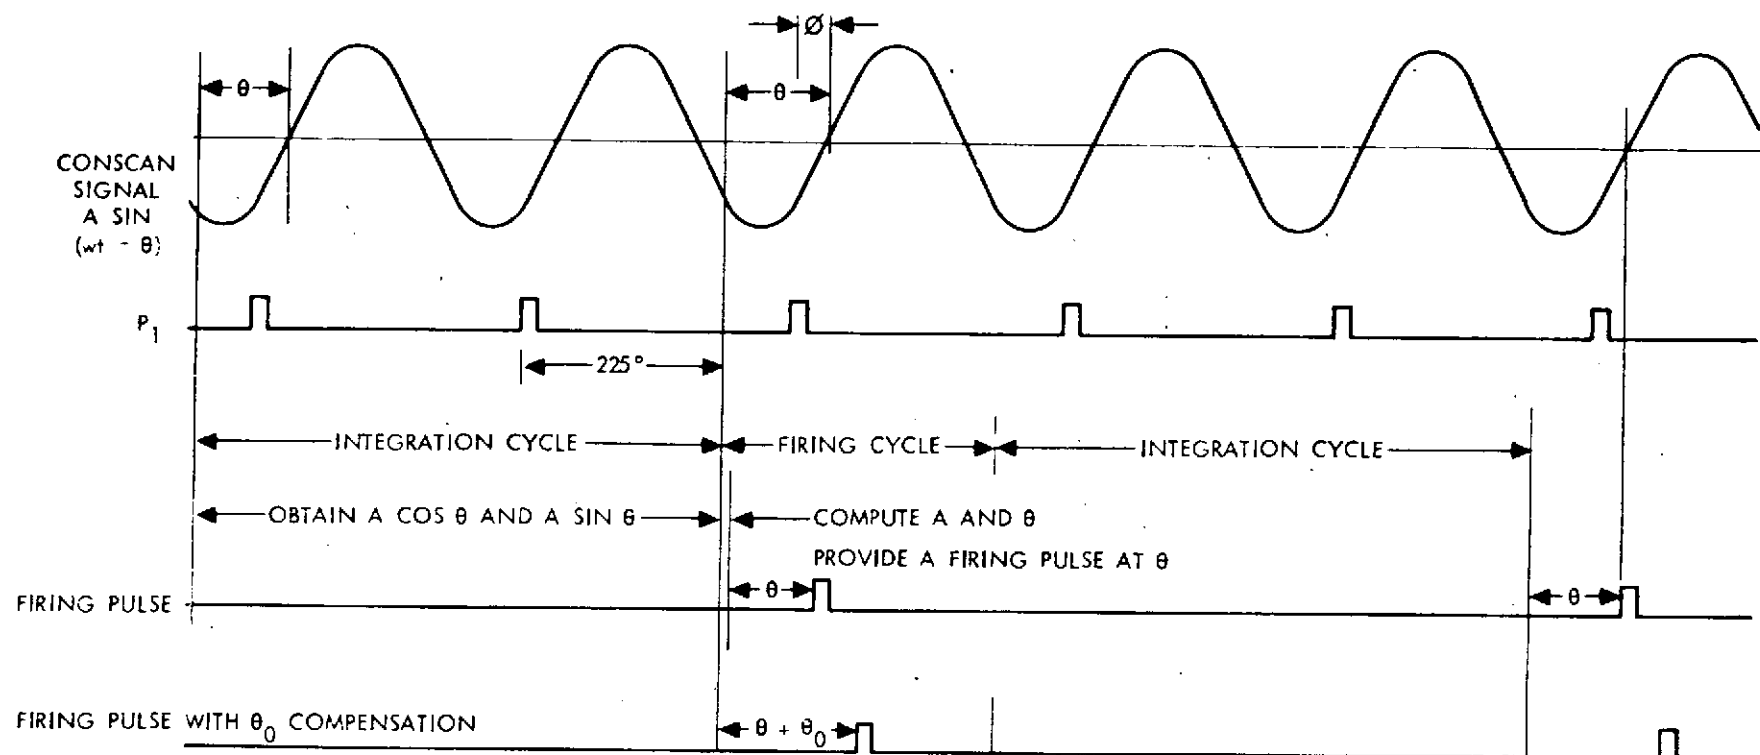 Ø
θ
θ
CONSCAN
SIGNAL
A SIN
(wt - θ)
P1
225°
INTEGRATION CYCLE
FIRING CYCLE
INTEGRATION CYCLE
OBTAIN A COS θ AND A SIN θ
COMPUTE A AND θ
PROVIDE A FIRING PULSE AT θ
FIRING PULSE
θ
θ
FIRING PULSE WITH θ0 COMPENSATION
θ + θ0